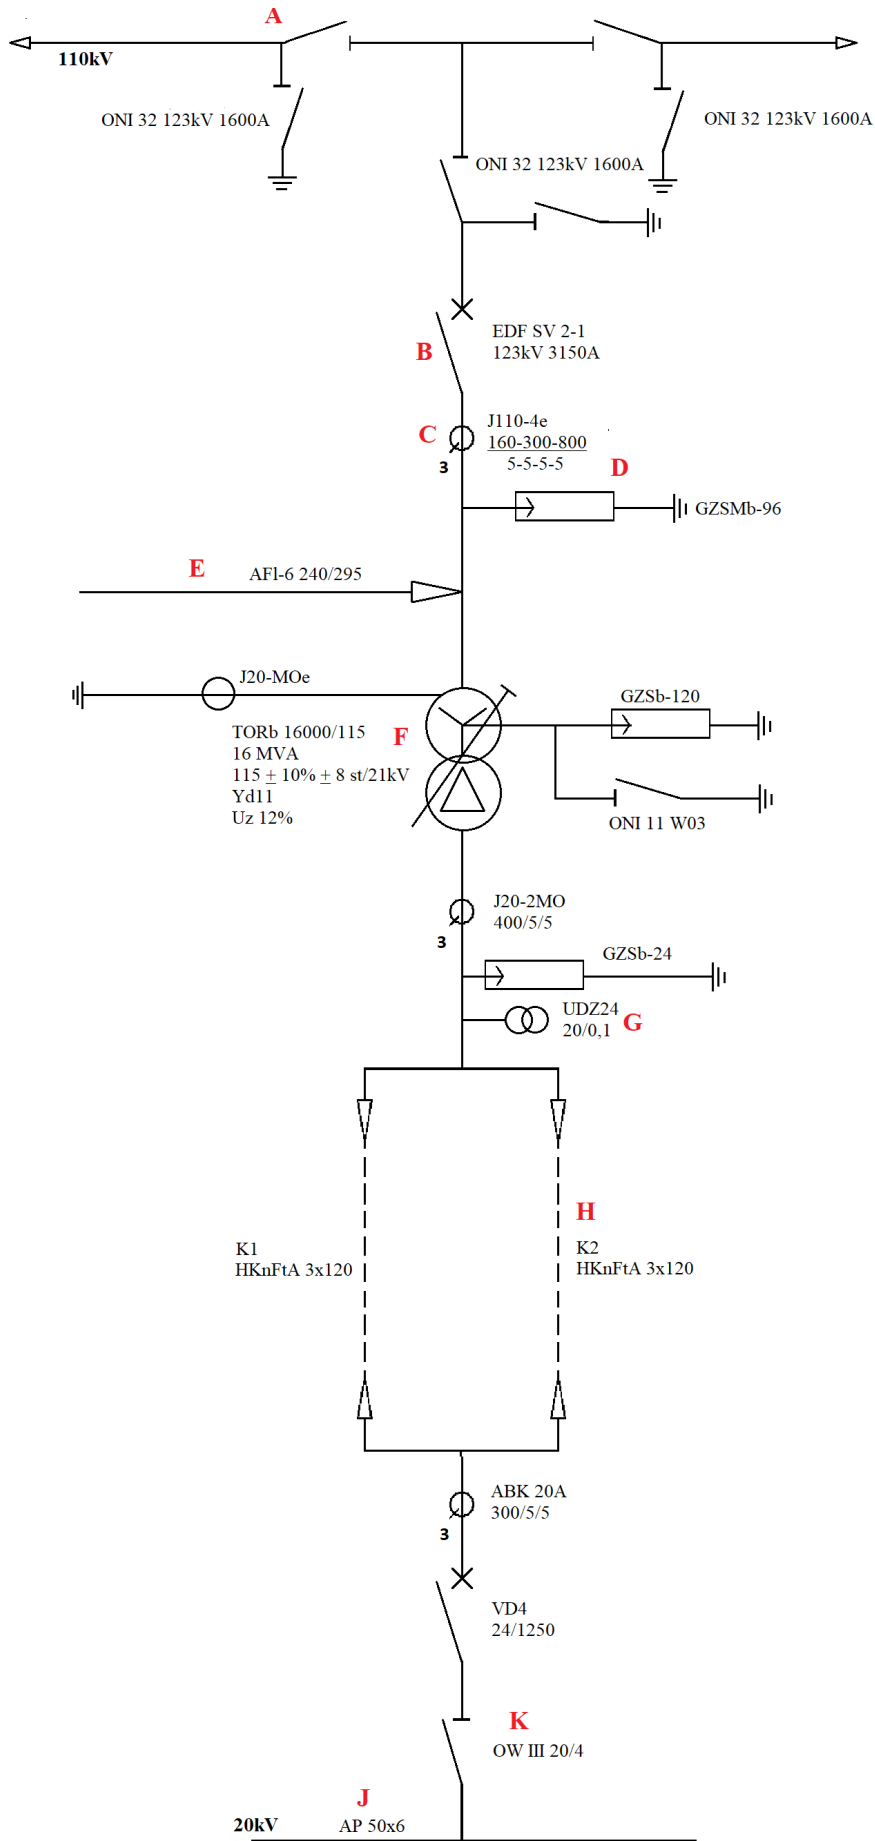 A
110kV
ONI 32 123kV 1600A
ONI 32 123kV 1600A
ONI 32 123kV 1600A
B
EDF SV 2-1
123kV 3150A
C
J110-4e
160-300-800
5-5-5-5
3
D
GZSMb-96
E
AFl-6 240/295
J20-MOe
TORb 16000/115
16 MVA
115 ± 10% ± 8 st/21kV
Yd11
Uz 12%
F
GZSb-120
ONI 11 W03
J20-2MO
400/5/5
3
GZSb-24
UDZ24
20/0,1
G
H
K1
HKnFtA 3x120
K2
HKnFtA 3x120
ABK 20A
300/5/5
3
VD4
24/1250
K
OW III 20/4
J
20kV
AP 50x6